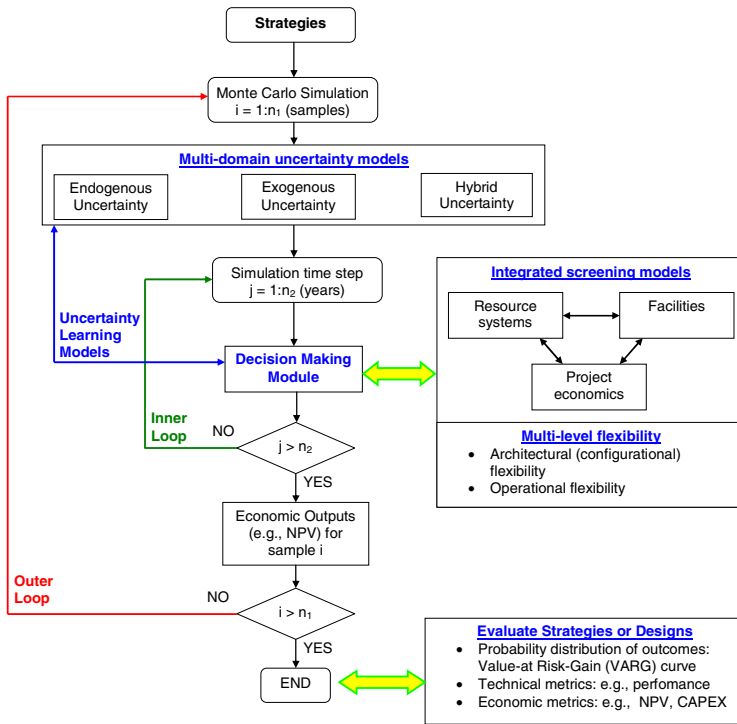 Strategies
Monte Carlo Simulation
i = 1:n1 (samples)
Multi-domain uncertainty models
Endogenous
Uncertainty
Exogenous
Uncertainty
Hybrid
Uncertainty
Simulation time step
j = 1:n2 (years)
Uncertainty
Learning
Models
Decision Making
Module
Integrated screening models
Resource
systems
Facilities
Project
economics
Multi-level flexibility
• Architectural (configurational)
flexibility
• Operational flexibility
Inner
Loop
NO
j > n2
YES
Economic Outputs
(e.g., NPV) for
sample i
Outer
Loop
NO
i > n1
YES
END
Evaluate Strategies or Designs
• Probability distribution of outcomes:
Value-at Risk-Gain (VARG) curve
• Technical metrics: e.g., perfomance
• Economic metrics: e.g., NPV, CAPEX